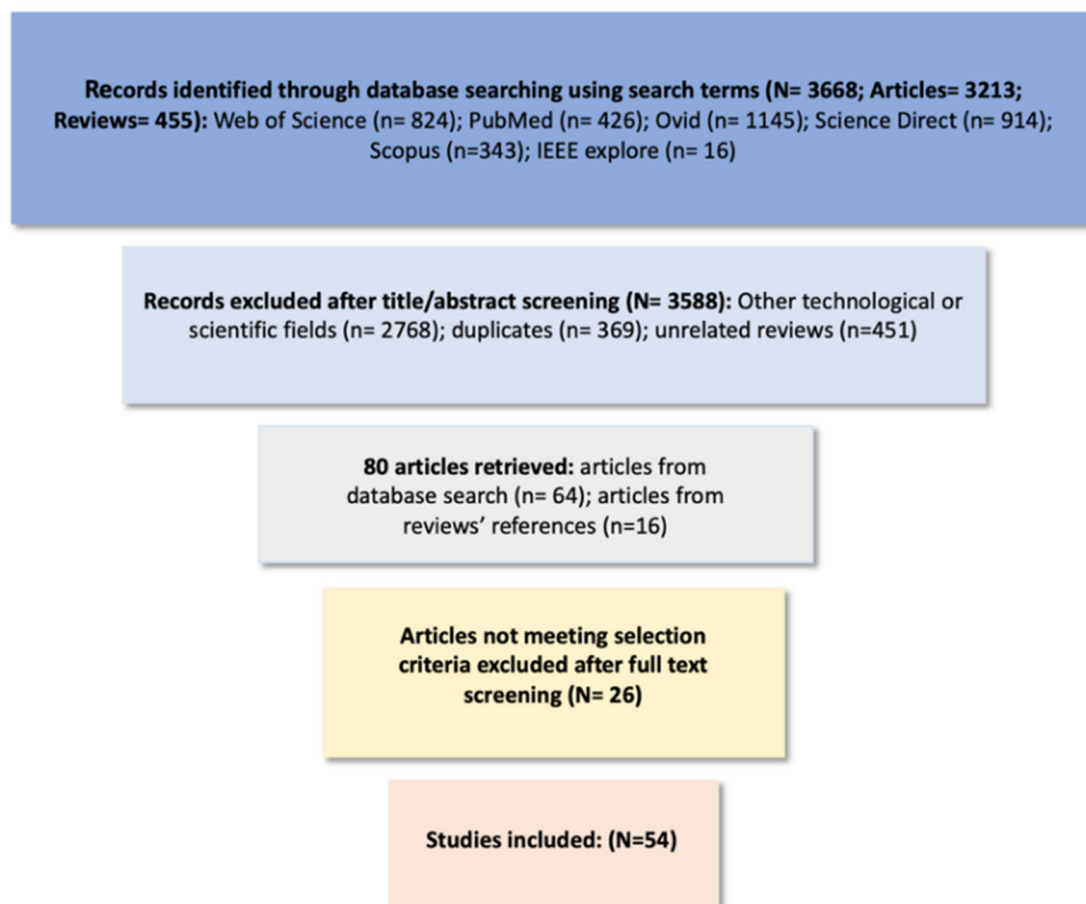 Records identified through database searching using search terms (N= 3668; Articles= 3213;
Reviews= 455): Web of Science (n= 824); PubMed (n= 426); Ovid (n= 1145); Science Direct (n= 914);
Scopus (n=343); IEEE explore (n= 16)
Records excluded after title/abstract screening (N= 3588): Other technological or
scientific fields (n= 2768); duplicates (n= 369); unrelated reviews (n=451)
80 articles retrieved: articles from
database search (n= 64); articles from
reviews’ references (n=16)
Articles not meeting selection
criteria excluded after full text
screening (N= 26)
Studies included: (N=54)